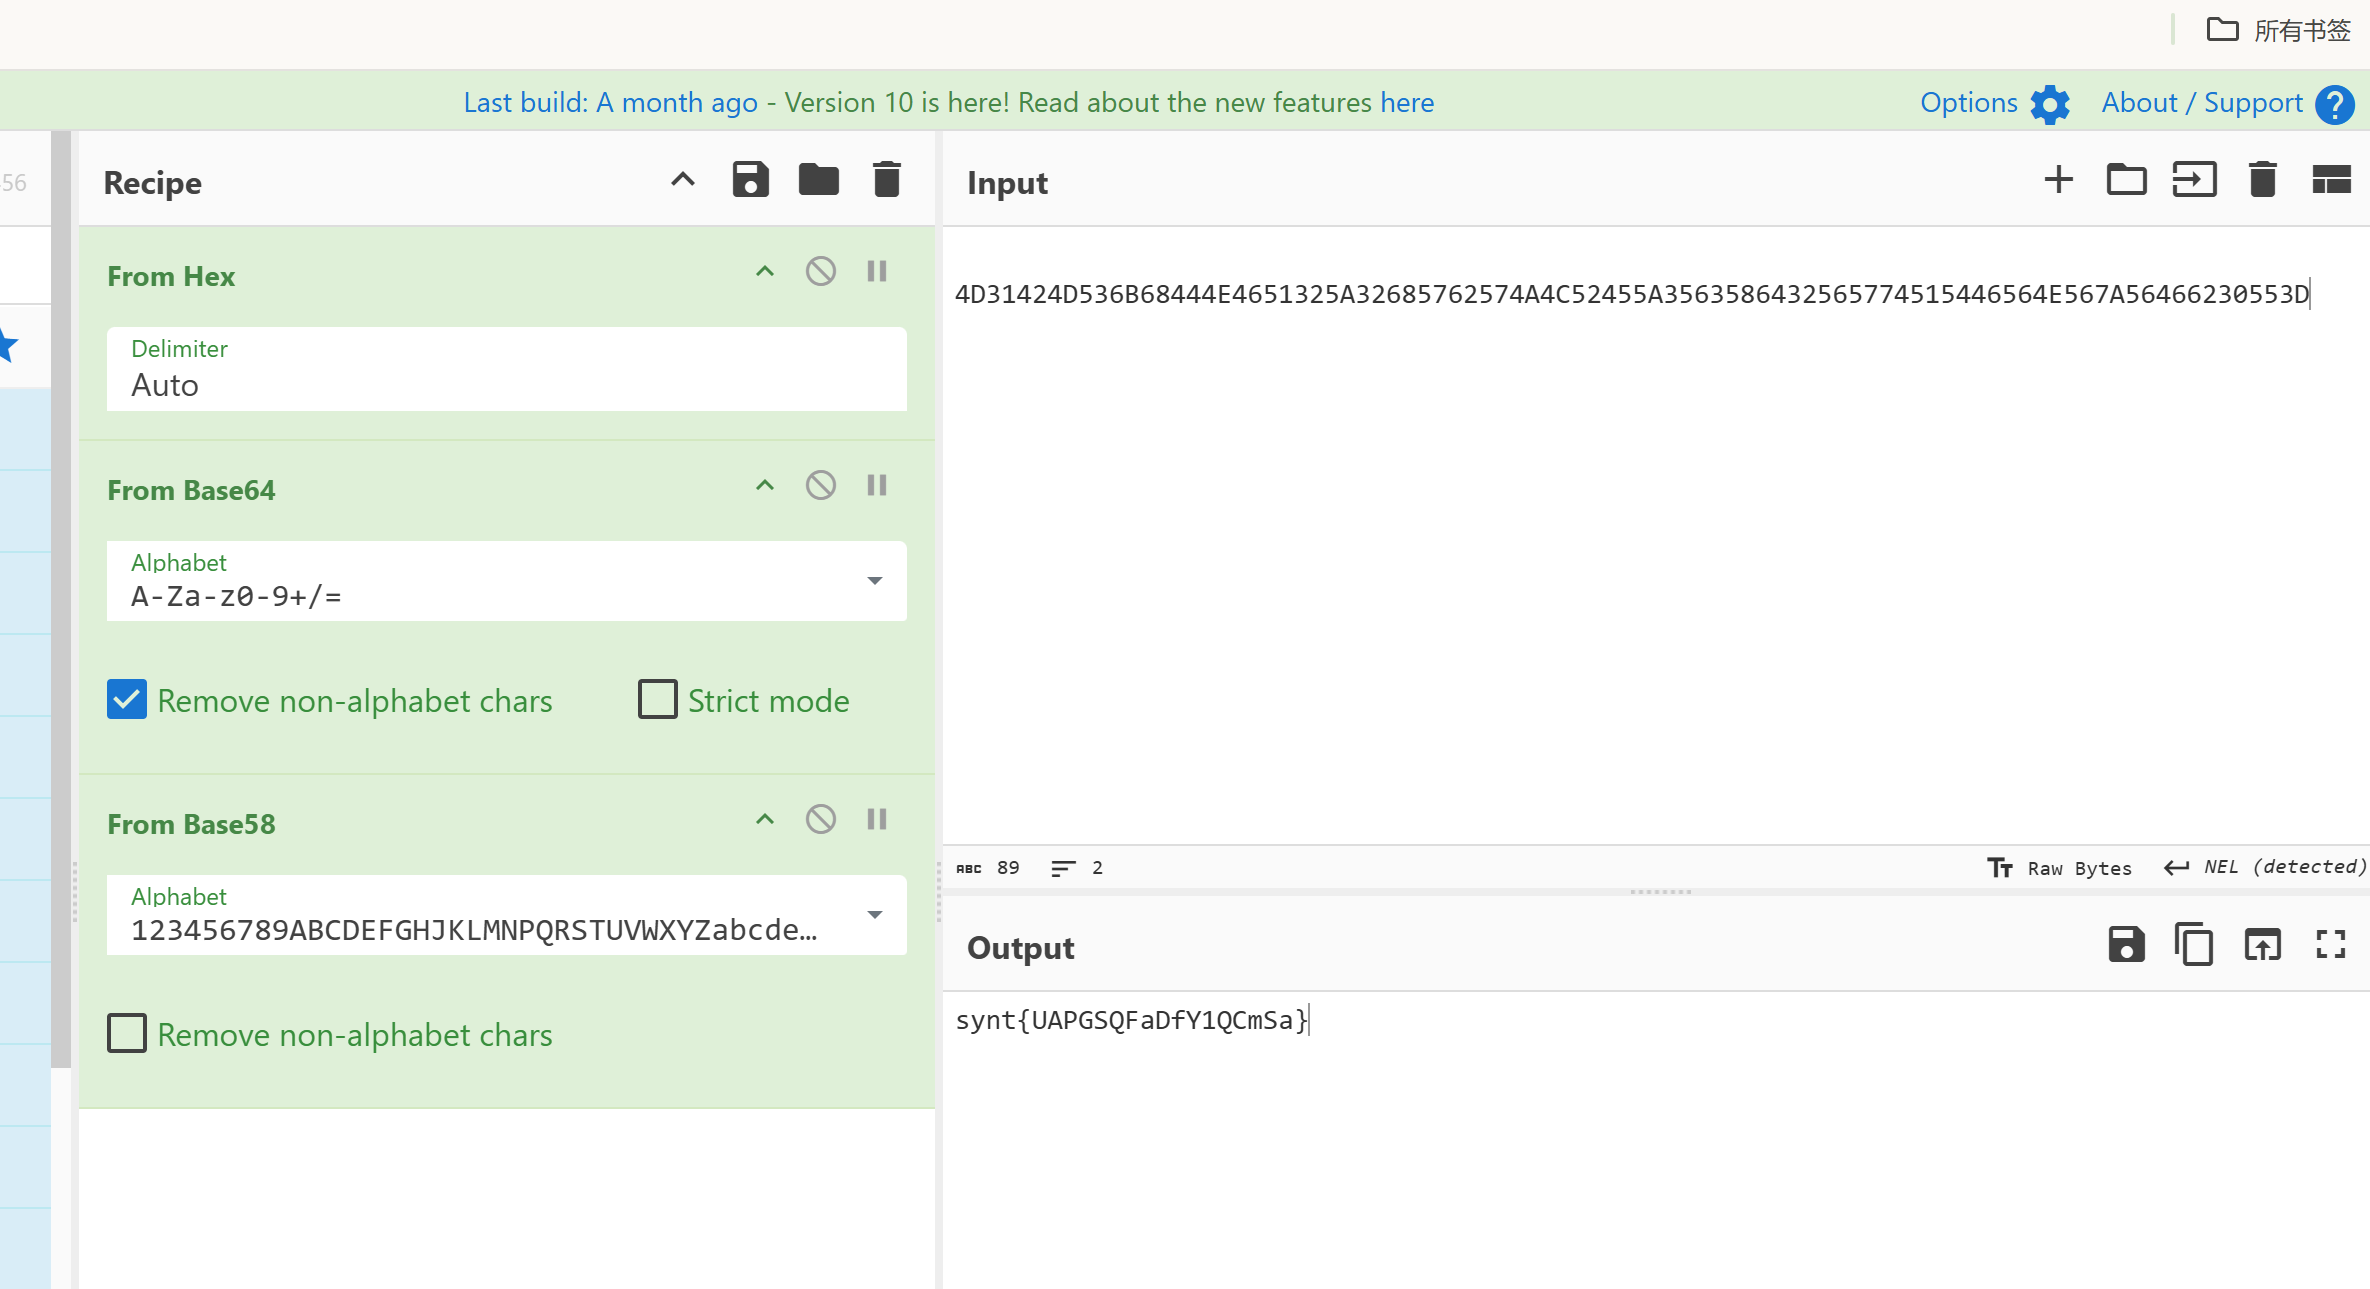 所有书签
Last build: A month ago - Version 10 is here! Read about the new features here
Options
About / Support
56
Recipe
Input
From Hex
Delimiter
Auto
4D31424D536B68444E4651325A32685762574A4C52455A35635864325657745154465 64E567A56466230553D
From Base64
Alphabet
A-Za-z0-9+/=
Remove non-alphabet chars
Strict mode
From Base58
Alphabet
123456789ABCDEFGHJKLMNPQRSTUVWXYZabcde…
Remove non-alphabet chars
ABC 89
2
Raw Bytes
NEL (detected)
Output
synt{UAPGSQFaDfY1QCmSa}